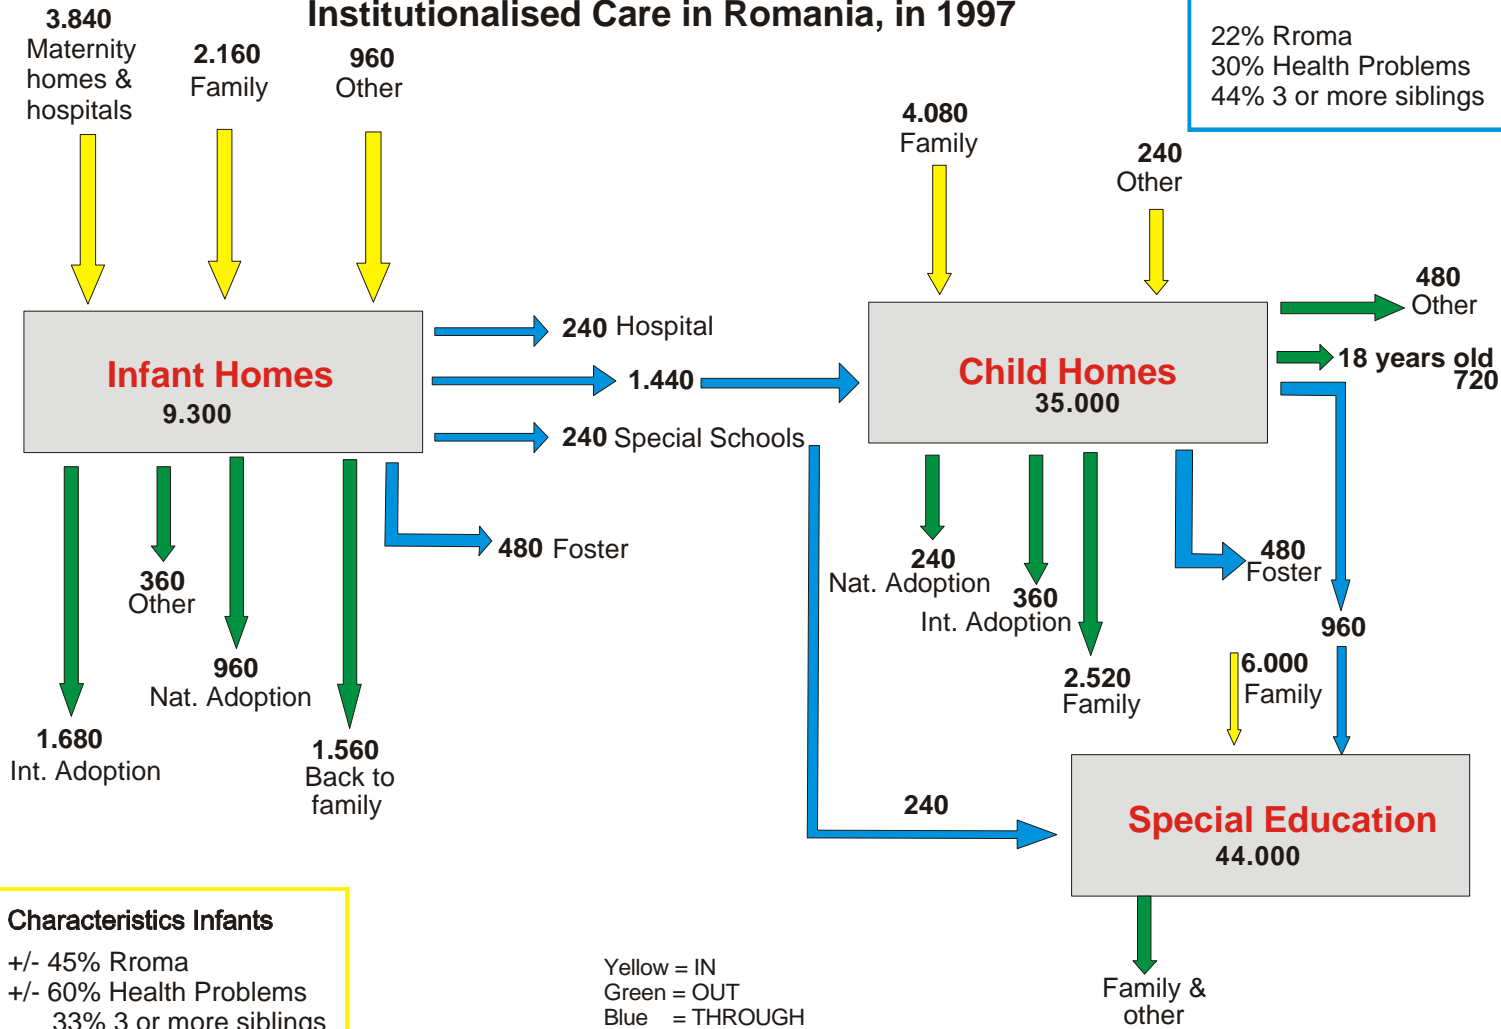 Institutionalised Care in Romania, in 1997
3.840
Maternity
homes &
hospitals
2.160
Family
960
Other
22% Rroma
30% Health Problems
44% 3 or more siblings
4.080
Family
240
Other
Infant Homes
9.300
240 Hospital
1.440
240 Special Schools
480 Foster
Child Homes
35.000
480
Other
18 years old
720
1.680
Int. Adoption
360
Other
960
Nat. Adoption
1.560
Back to
family
240
Nat. Adoption
360
Int. Adoption
2.520
Family
480
Foster
960
6.000
Family
240
Special Education
44.000
Family &
other
Characteristics Infants
+/- 45% Rroma
+/- 60% Health Problems
33% 3 or more siblings
Yellow = IN
Green = OUT
Blue = THROUGH